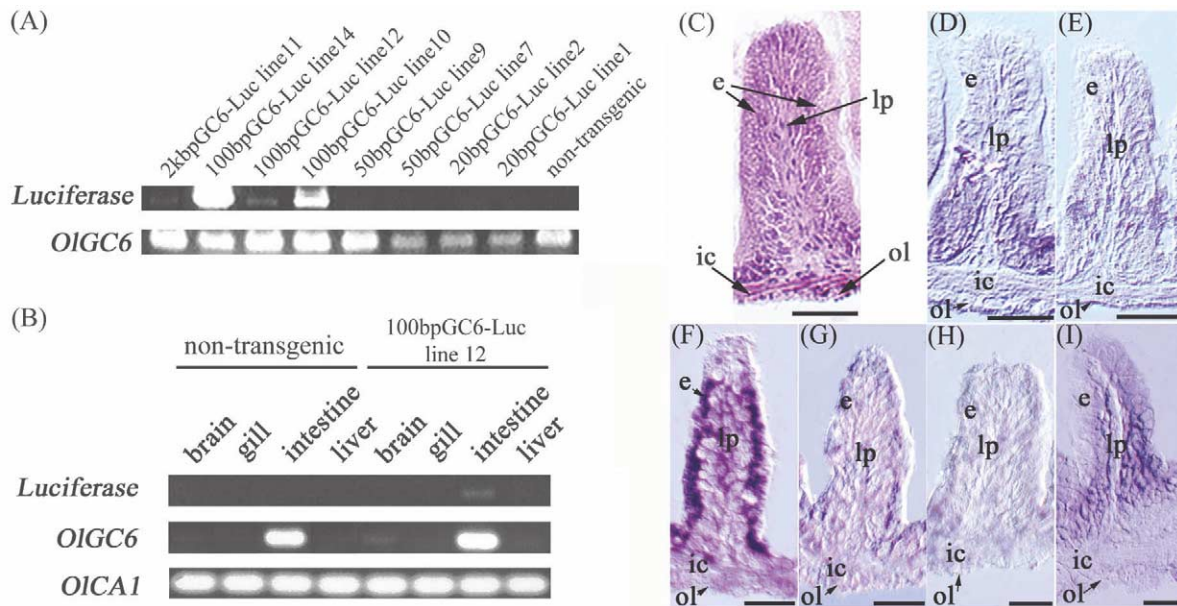 (A)
2kbpGC6-Luc line11
100bpGC6-Luc line14
100bpGC6-Luc line12
100bpGC6-Luc line10
50bpGC6-Luc line9
50bpGC6-Luc line7
20bpGC6-Luc line2
20bpGC6-Luc line1
non-transgenic
Luciferase
OlGC6
(B)
non-transgenic
100bpGC6-Luc
line 12
brain
gill
intestine
liver
brain
gill
intestine
liver
Luciferase
OlGC6
OlCA1
(C)
e
lp
ic
ol
(D)
e
lp
ic
ol
(E)
e
lp
ic
ol
(F)
e
lp
ic
ol
(G)
e
lp
ic
ol
(H)
e
lp
ic
ol
(I)
e
lp
ic
ol